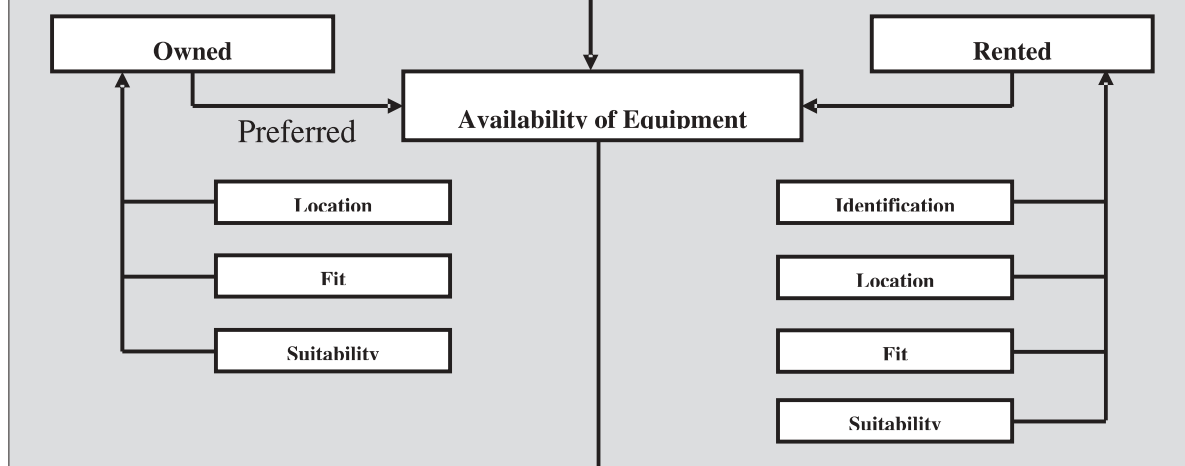 Owned
Rented
Availability of Equipment
Preferred
Location
Identification
Fit
Location
Suitability
Fit
Suitability